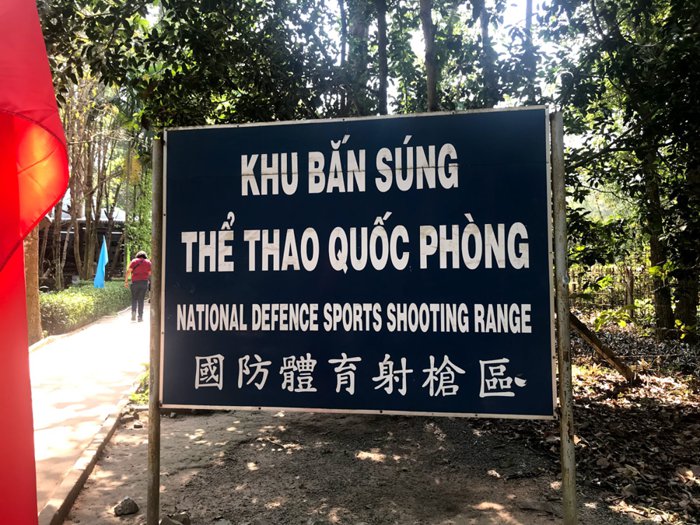 KHU BẮN SÚNG
THỂ THAO QUỐC PHÒNG
NATIONAL DEFENCE SPORTS SHOOTING RANGE
國防體育射槍區